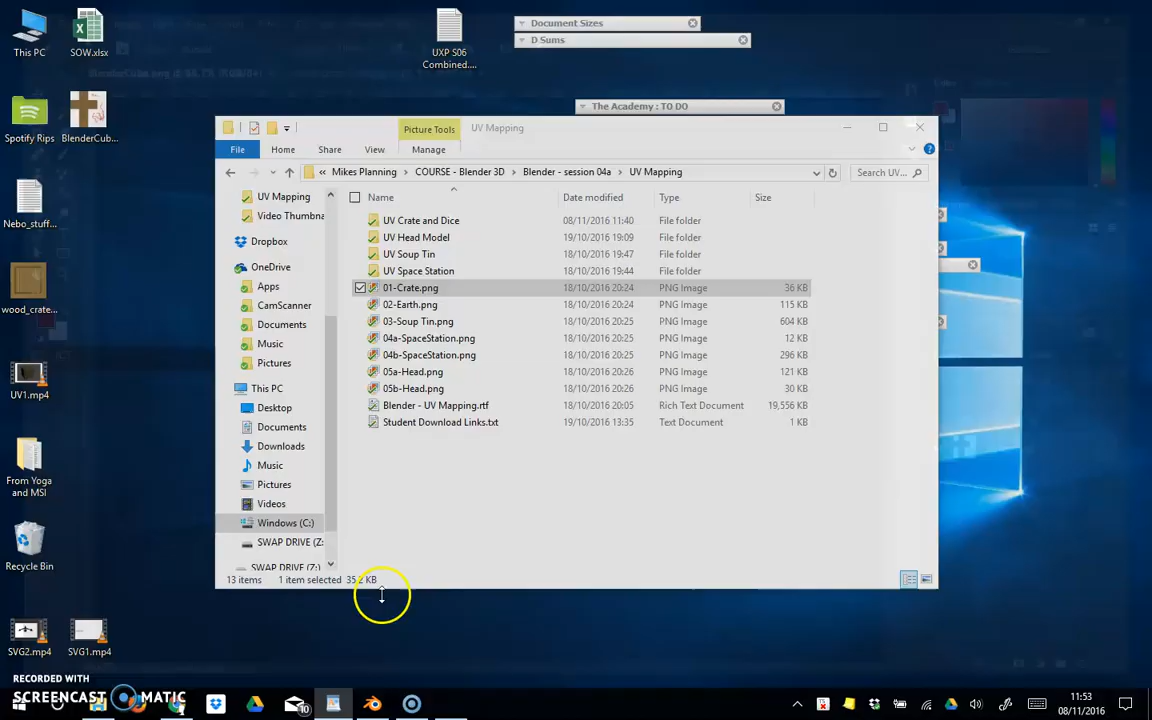 This PC
SOW.xlsx
UXP S06
Combined....
Document Sizes
D Sums
The Academy : TO DO
Spotify Rips
BlenderCub...
Nebo_stuff...
wood_crate...
UV1.mp4
From Yoga
and MSI
Recycle Bin
SVG2.mp4
SVG1.mp4
Picture Tools
UV Mapping
File
Home
Share
View
Manage
« Mikes Planning > COURSE - Blender 3D > Blender - session 04a > UV Mapping
Search UV...
UV Mapping
Video Thumbna
Dropbox
OneDrive
Apps
CamScanner
Documents
Music
Pictures
This PC
Desktop
Documents
Downloads
Music
Pictures
Videos
Windows (C:)
SWAP DRIVE (Z:
SWAP DRIVE (Z:)
Name Date modified Type Size
UV Crate and Dice 08/11/2016 11:40 File folder
UV Head Model 19/10/2016 19:09 File folder
UV Soup Tin 19/10/2016 19:47 File folder
UV Space Station 19/10/2016 19:44 File folder
01-Crate.png 18/10/2016 20:24 PNG Image 36 KB
02-Earth.png 18/10/2016 20:24 PNG Image 115 KB
03-Soup Tin.png 18/10/2016 20:25 PNG Image 604 KB
04a-SpaceStation.png 18/10/2016 20:25 PNG Image 12 KB
04b-SpaceStation.png 18/10/2016 20:25 PNG Image 296 KB
05a-Head.png 18/10/2016 20:26 PNG Image 121 KB
05b-Head.png 18/10/2016 20:26 PNG Image 30 KB
Blender - UV Mapping.rtf 18/10/2016 20:05 Rich Text Document 19,556 KB
Student Download Links.txt 19/10/2016 13:35 Text Document 1 KB
13 items 1 item selected 35.2 KB
RECORDED WITH
SCREENCAST MATIC
10
11:53
08/11/2016